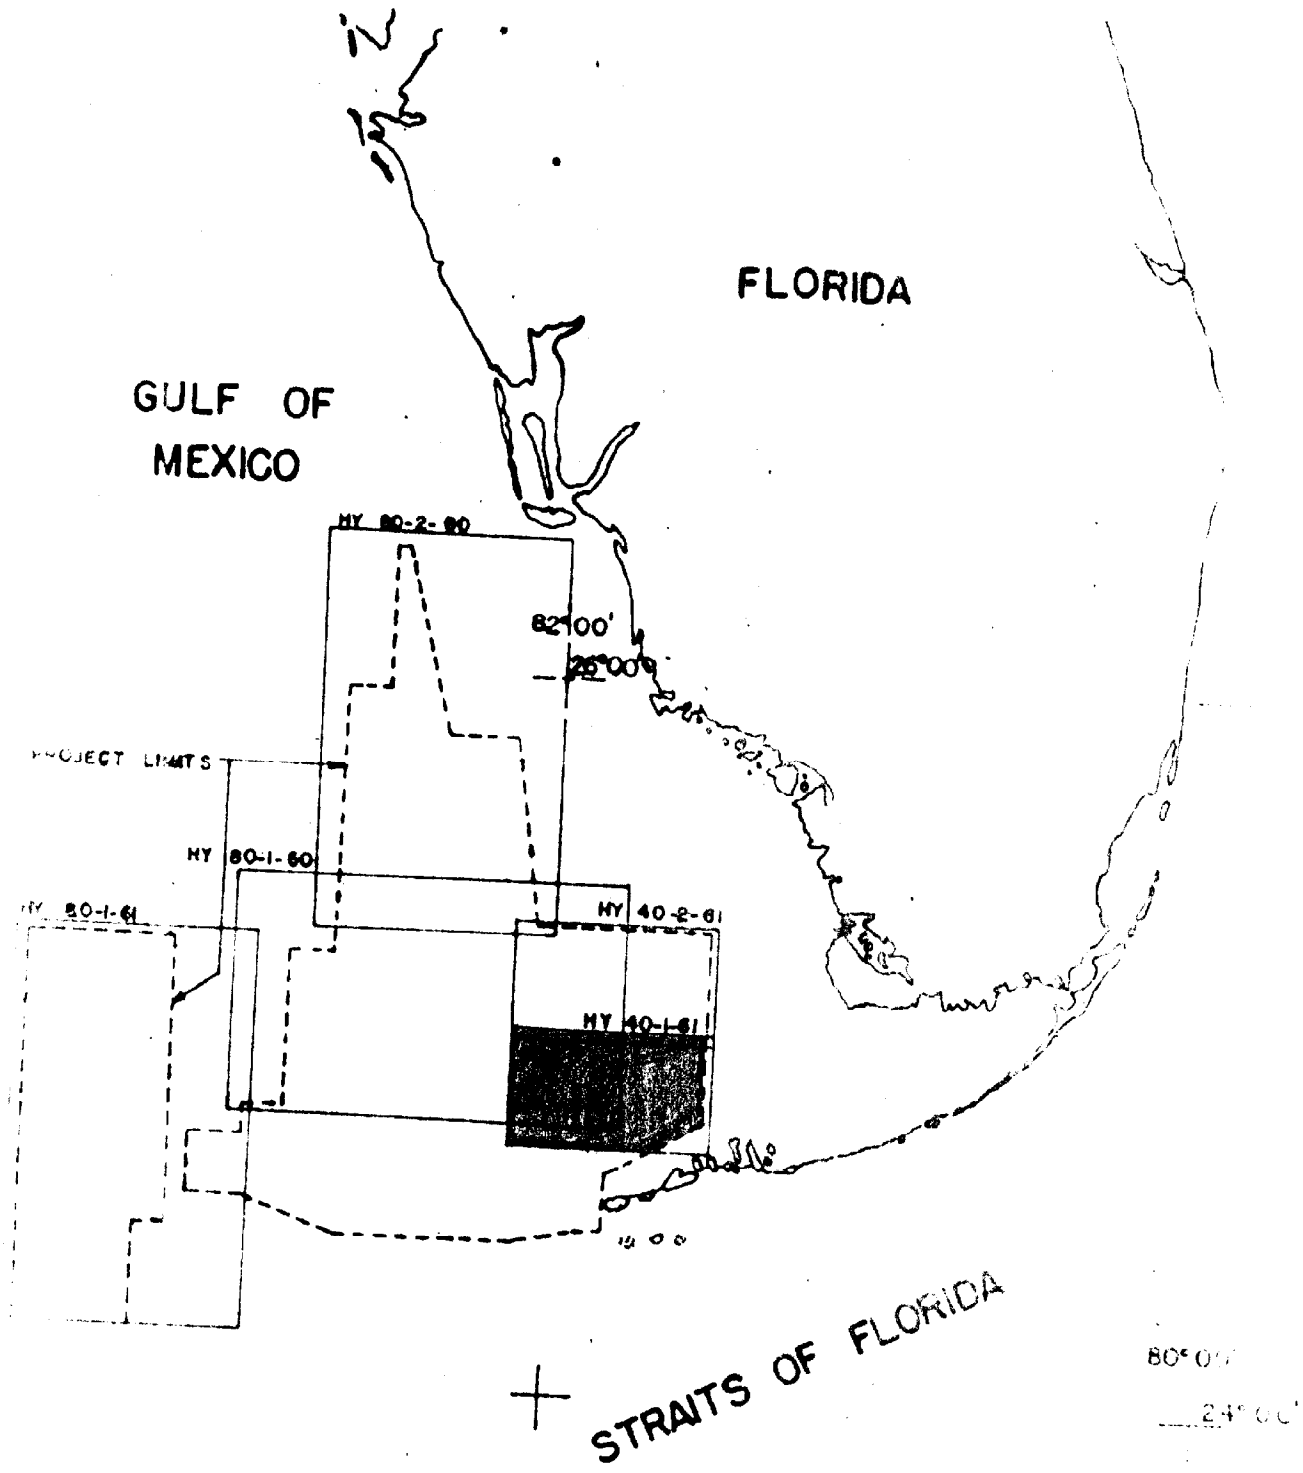 FLORIDA
GULF OF
MEXICO
HY 80-2-60
82°00'
26°00'
PROJECT LIMITS
HY 80-1-60
HY 80-1-61
HY 40-2-61
HY 40-1-61
STRAITS OF FLORIDA
80°00'
24°00'